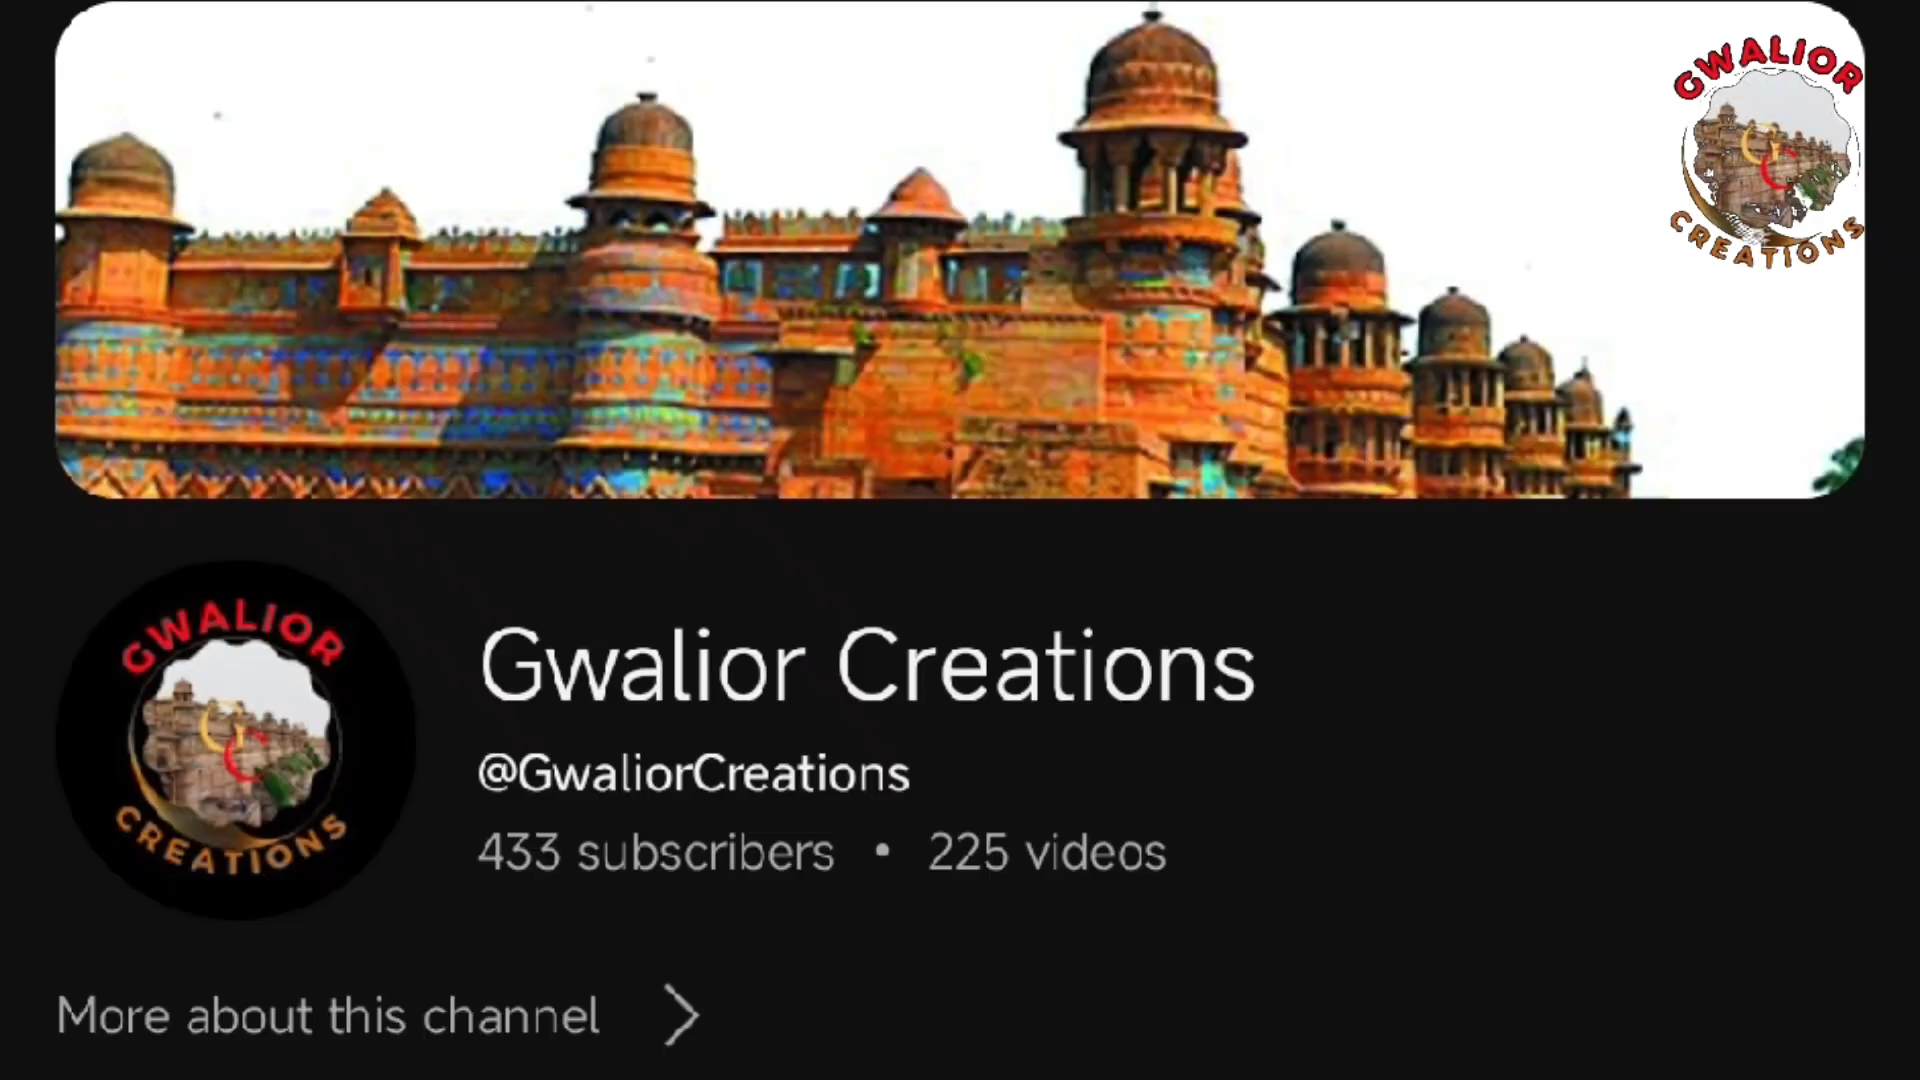 GWALIOR
CREATIONS
GWALIOR
CREATIONS
Gwalior Creations
@GwaliorCreations
433 subscribers • 225 videos
More about this channel